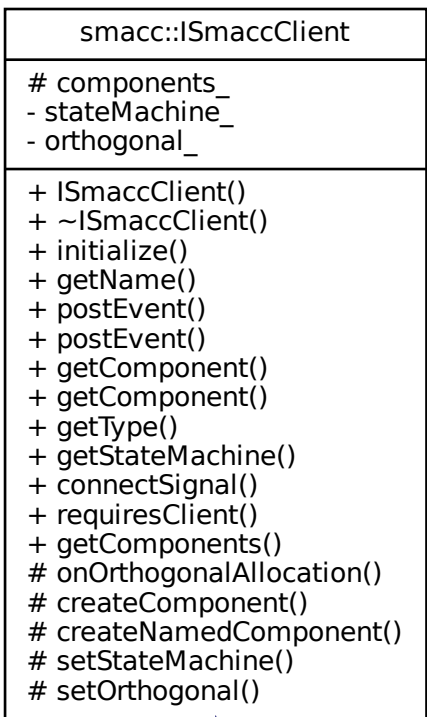 smacc::ISmaccClient
# components_
- stateMachine_
- orthogonal_
+ ISmaccClient()
+ ~ISmaccClient()
+ initialize()
+ getName()
+ postEvent()
+ postEvent()
+ getComponent()
+ getComponent()
+ getType()
+ getStateMachine()
+ connectSignal()
+ requiresClient()
+ getComponents()
# onOrthogonalAllocation()
# createComponent()
# createNamedComponent()
# setStateMachine()
# setOrthogonal()